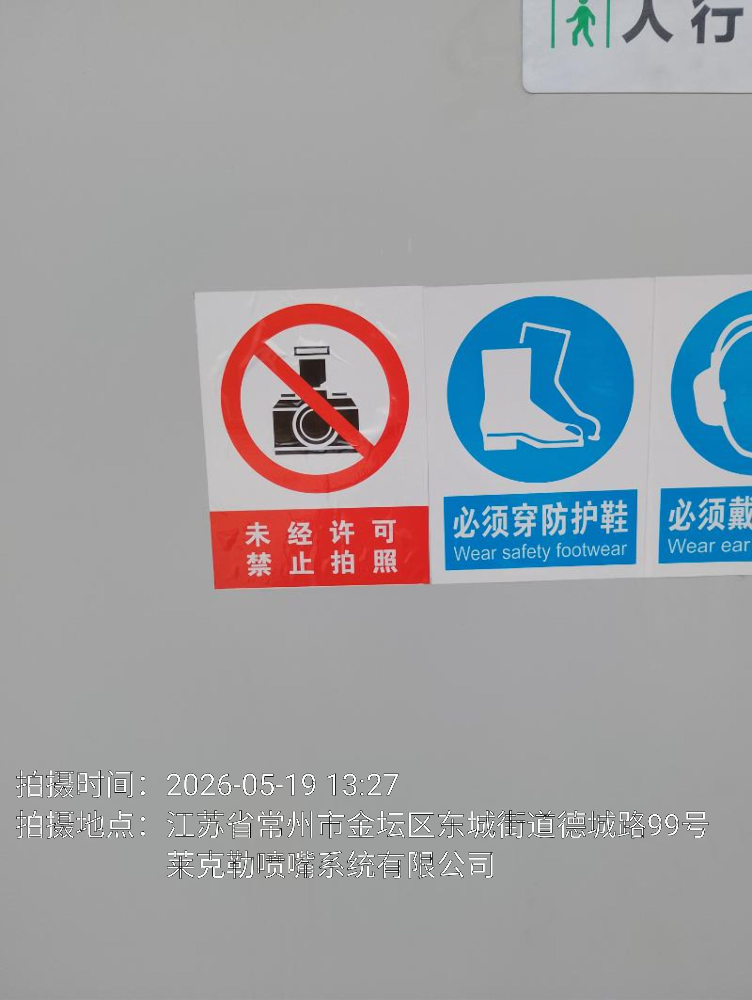 人行
未经许可
禁止拍照
必须穿防护鞋
Wear safety footwear
必须戴
Wear ear
拍摄时间：2026-05-19 13:27
拍摄地点：江苏省常州市金坛区东城街道德城路99号
莱克勒喷嘴系统有限公司